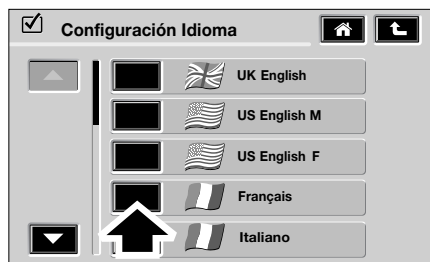 Configuración Idioma
UK English
US English M
US English F
Français
Italiano